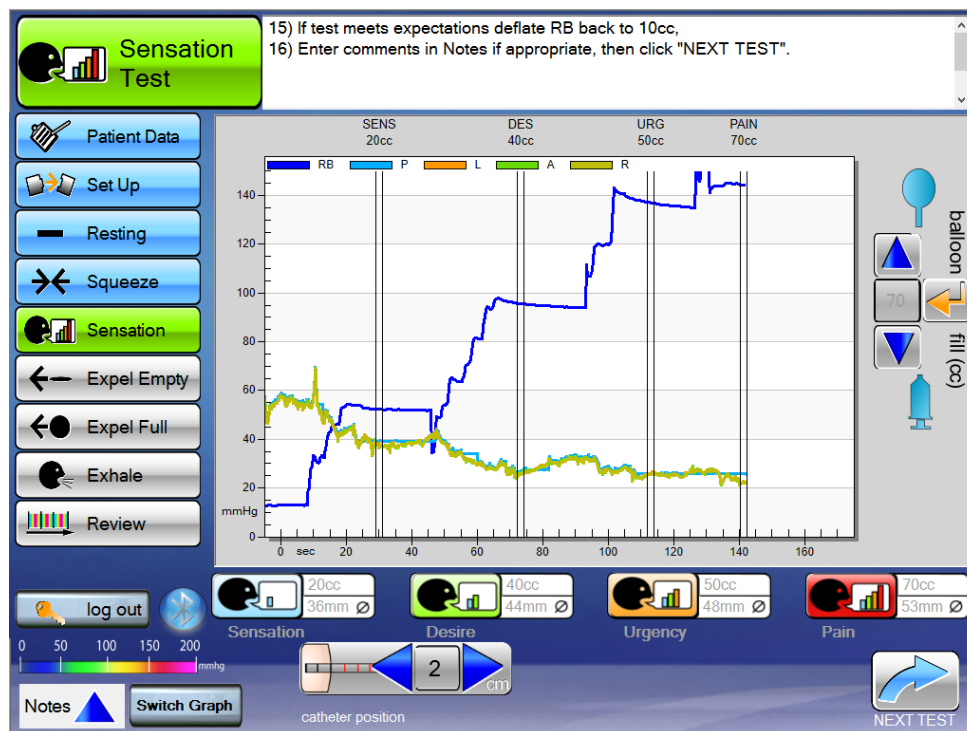 Sensation
Test
15) If test meets expectations deflate RB back to 10cc,
16) Enter comments in Notes if appropriate, then click "NEXT TEST".
Patient Data
Set Up
Resting
Squeeze
Sensation
Expel Empty
Expel Full
Exhale
Review
SENS DES URG PAIN
20cc 40cc 50cc 70cc
RB P L A R
140
120
100
80
60
40
20
mmHg
0
0 sec 20 40 60 80 100 120 140 160
balloon
70
fill (cc)
20cc
36mm Ø
Sensation
40cc
44mm Ø
Desire
50cc
48mm Ø
Urgency
70cc
53mm Ø
Pain
log out
0 50 100 150 200
mmhg
Notes
Switch Graph
2
cm
catheter position
NEXT TEST